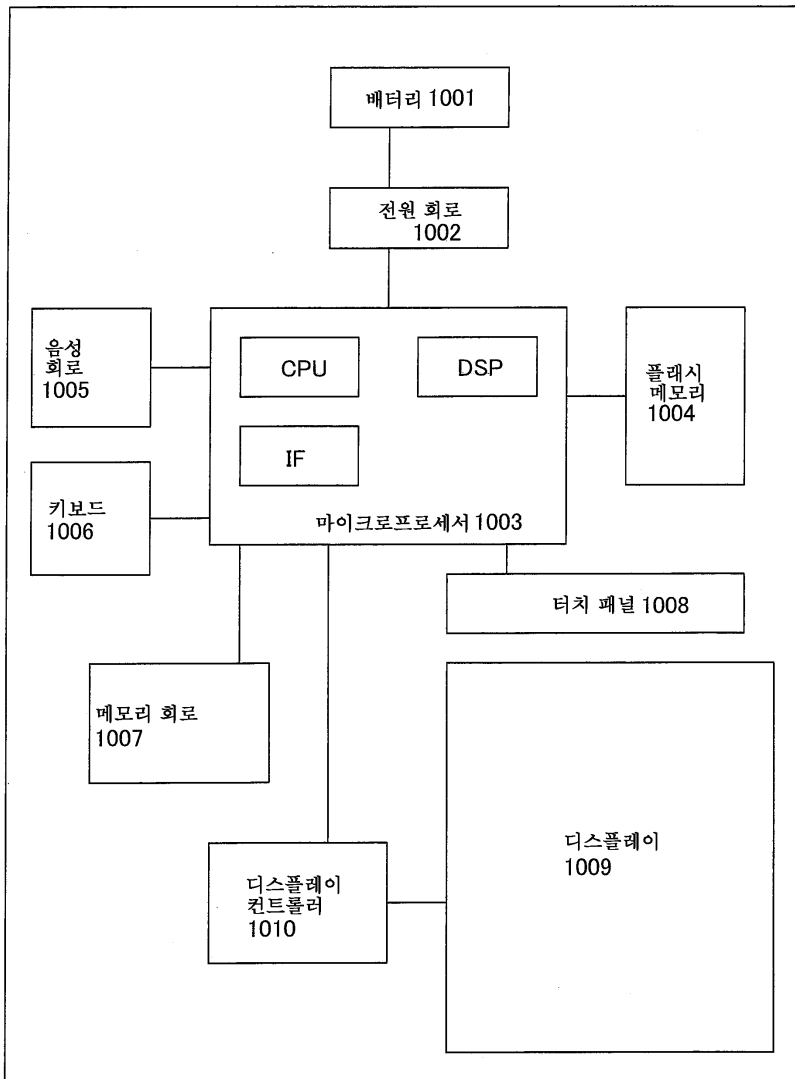 배터리 1001
전원 회로
1002
음성
회로
1005
CPU
DSP
플래시
메모리
1004
IF
키보드
1006
마이크로프로세서 1003
터치 패널 1008
메모리 회로
1007
디스플레이
1009
디스플레이
컨트롤러
1010